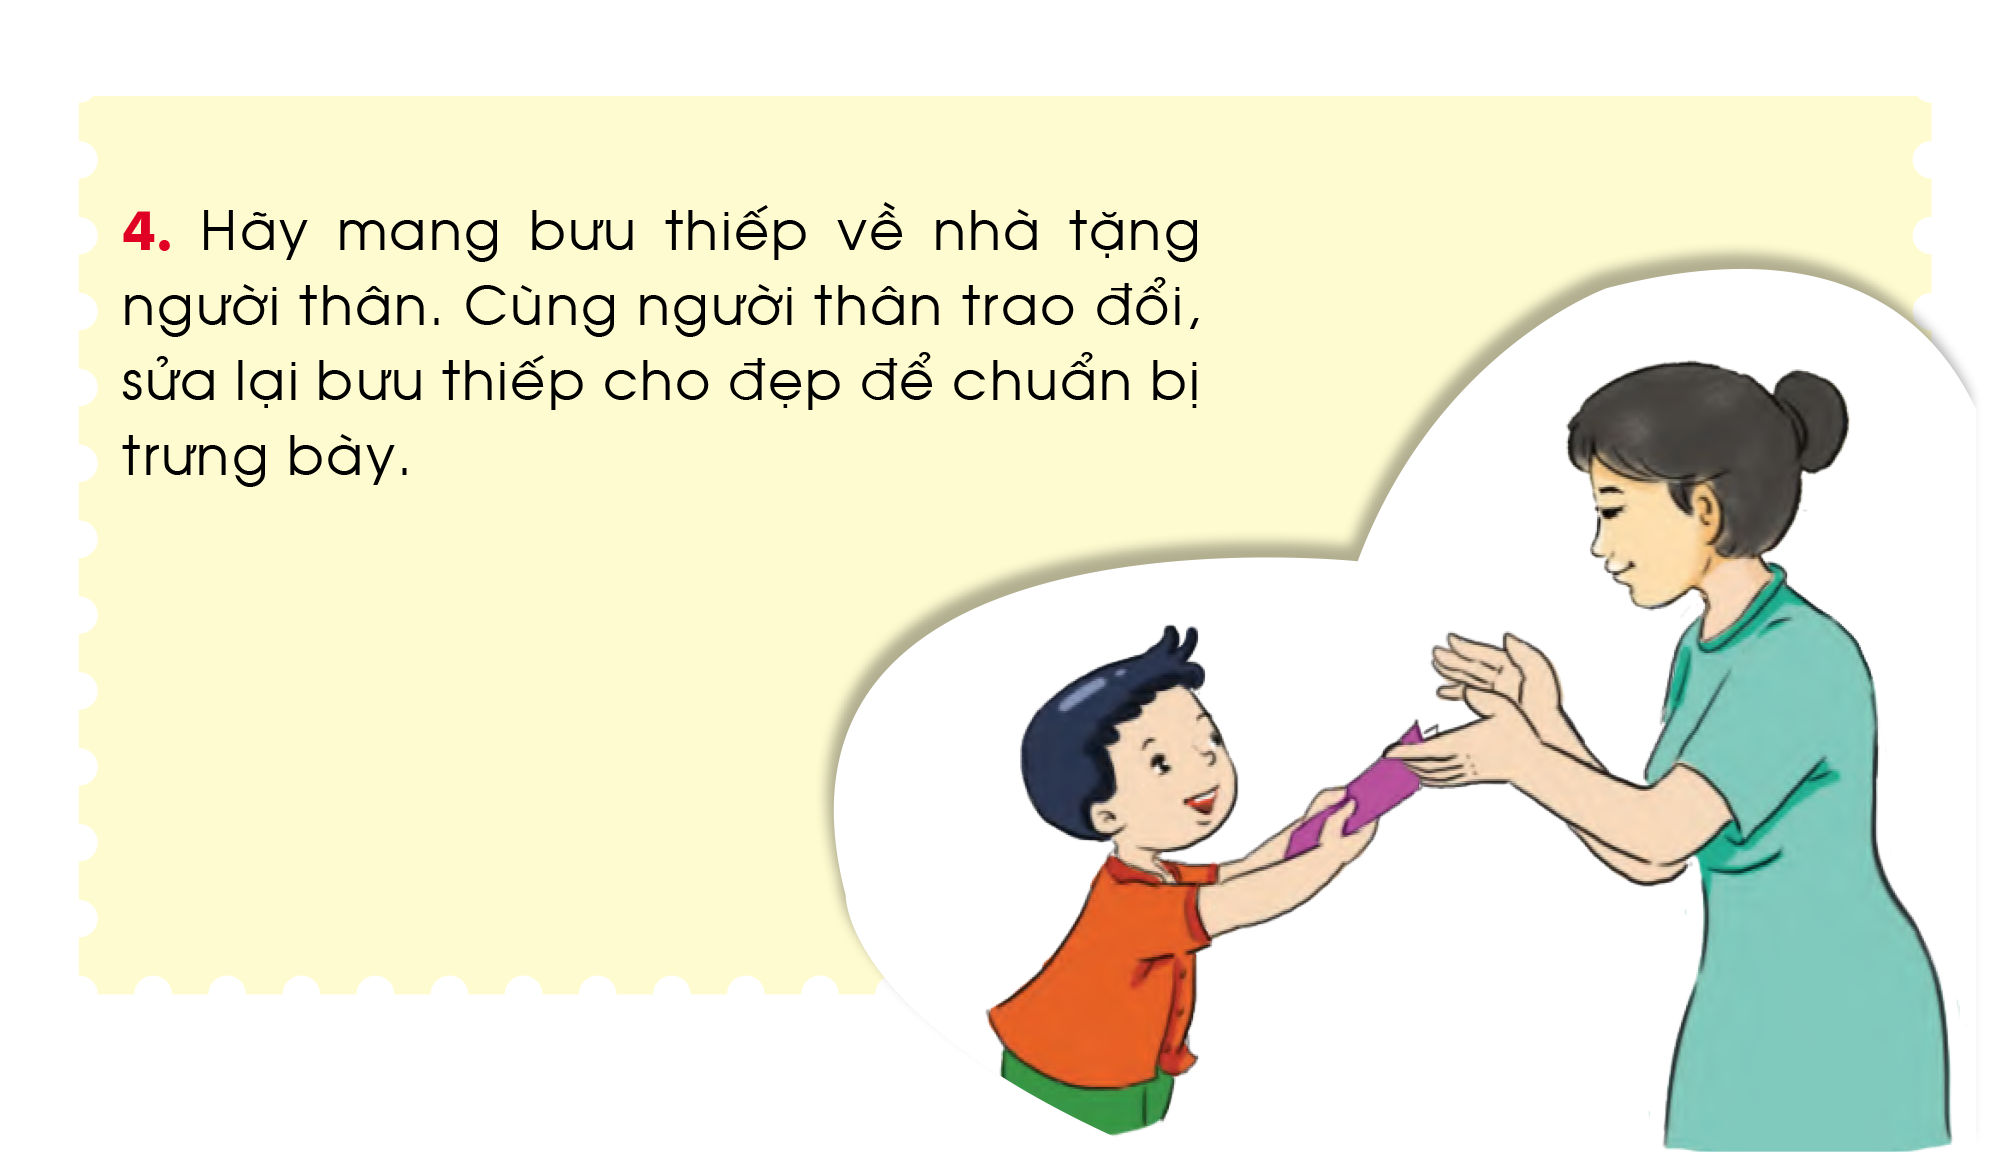 4. Hãy mang bưu thiếp về nhà tặng
người thân. Cùng người thân trao đổi,
sửa lại bưu thiếp cho đẹp để chuẩn bị
trưng bày.